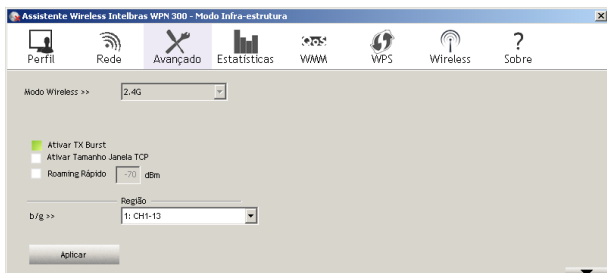 Assistente Wireless Intelbras WPN 300 - Modo Infra-estrutura
Perfil Rede Avançado Estatísticas QoS WMM WPS Wireless Sobre
Modo Wireless >> 2.4G
Ativar TX Burst
Ativar Tamanho Janela TCP
Roaming Rápido -70 dBm
Região
b/g >> 1: CH1-13
Aplicar